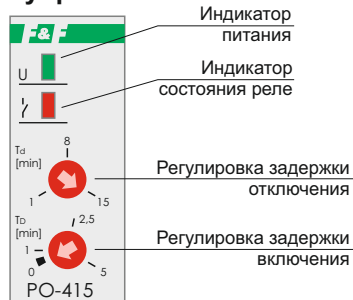 F&F
Индикатор
питания
U
Индикатор
состояния реле
Td
[min]
8
1
15
Регулировка задержки
отключения
TD
[min]
2,5
1
0
5
Регулировка задержки
включения
PO-415